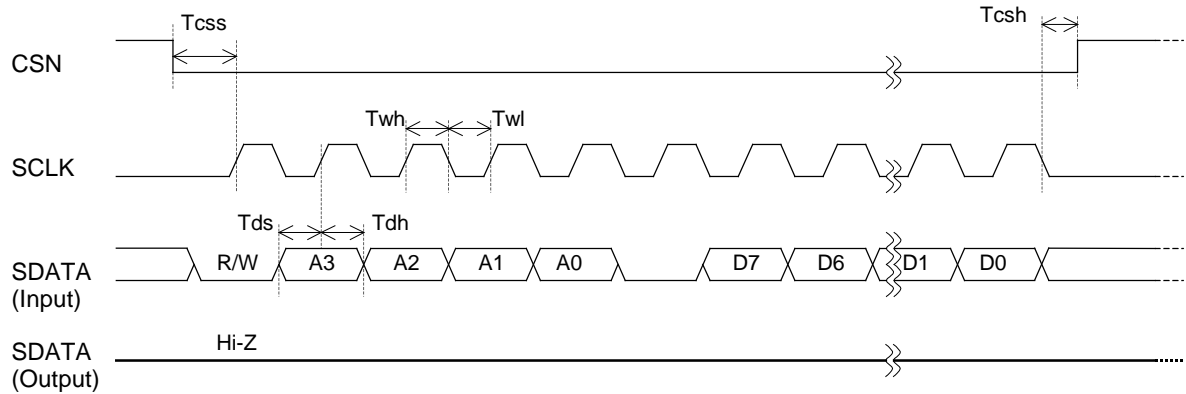 Tcss
Tcsh
CSN
Twh
Twl
SCLK
Tds
Tdh
R/W
A3
A2
A1
A0
D7
D6
D1
D0
SDATA
(Input)
Hi-Z
SDATA
(Output)